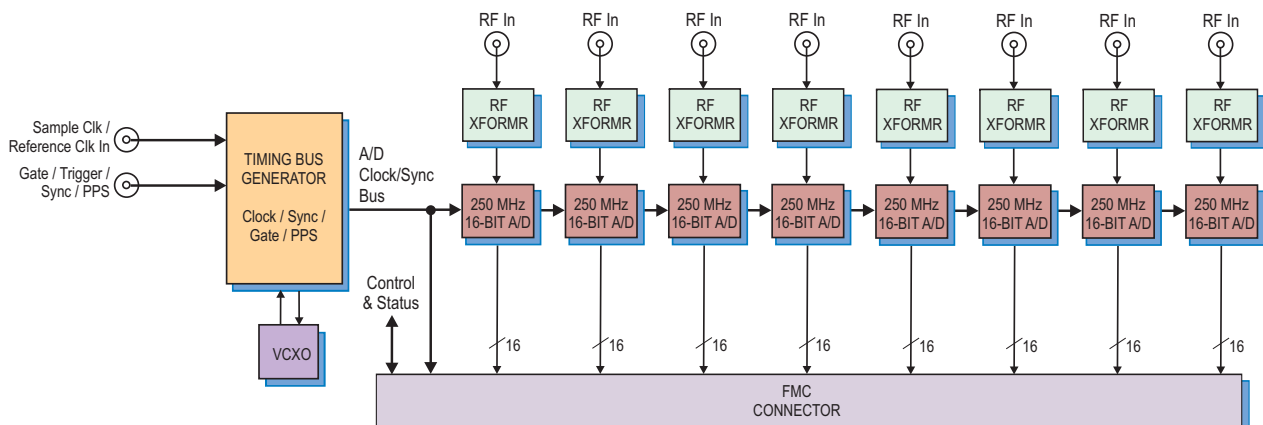 RF In RF In RF In RF In RF In RF In RF In RF In
RF RF RF RF RF RF RF RF
XFORMR XFORMR XFORMR XFORMR XFORMR XFORMR XFORMR XFORMR
Sample Clk /
Reference Clk In
Gate / Trigger /
Sync / PPS
TIMING BUS
GENERATOR
Clock / Sync /
Gate / PPS
A/D
Clock/Sync
Bus
250 MHz 250 MHz 250 MHz 250 MHz 250 MHz 250 MHz 250 MHz 250 MHz
16-BIT A/D 16-BIT A/D 16-BIT A/D 16-BIT A/D 16-BIT A/D 16-BIT A/D 16-BIT A/D 16-BIT A/D
Control
& Status
VCXO
16 16 16 16 16 16 16 16
FMC
CONNECTOR